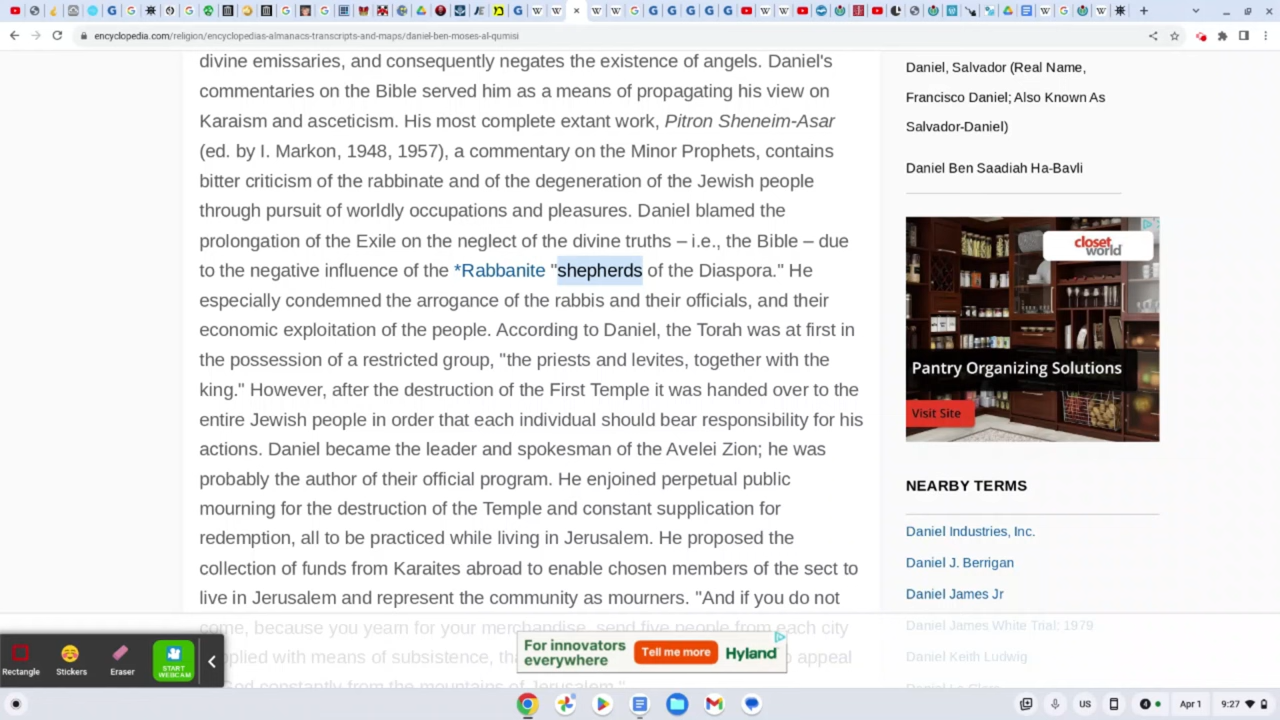 encyclopedia.com/religion/encyclopedias-almanacs-transcripts-and-maps/daniel-ben-moses-al-qumisi
divine emissaries, and consequently negates the existence of angels. Daniel's
commentaries on the Bible served him as a means of propagating his view on
Karaism and asceticism. His most complete extant work, Pitron Sheneim-Asar
(ed. by I. Markon, 1948, 1957), a commentary on the Minor Prophets, contains
bitter criticism of the rabbinate and of the degeneration of the Jewish people
through pursuit of worldly occupations and pleasures. Daniel blamed the
prolongation of the Exile on the neglect of the divine truths – i.e., the Bible – due
to the negative influence of the *Rabbanite "shepherds of the Diaspora." He
especially condemned the arrogance of the rabbis and their officials, and their
economic exploitation of the people. According to Daniel, the Torah was at first in
the possession of a restricted group, "the priests and levites, together with the
king." However, after the destruction of the First Temple it was handed over to the
entire Jewish people in order that each individual should bear responsibility for his
actions. Daniel became the leader and spokesman of the Avelei Zion; he was
probably the author of their official program. He enjoined perpetual public
mourning for the destruction of the Temple and constant supplication for
redemption, all to be practiced while living in Jerusalem. He proposed the
collection of funds from Karaites abroad to enable chosen members of the sect to
live in Jerusalem and represent the community as mourners. "And if you do not
come, because you yearn for your merchandise, send five people from each city
with means of subsistence,
appeal
God constantly from the mountains of Jerusalem."
Daniel, Salvador (Real Name,
Francisco Daniel; Also Known As
Salvador-Daniel)
Daniel Ben Saadiah Ha-Bavli
closet
world
Pantry Organizing Solutions
Visit Site
NEARBY TERMS
Daniel Industries, Inc.
Daniel J. Berrigan
Daniel James Jr
Daniel James White Trial: 1979
Daniel Keith Ludwig
For innovators
everywhere
Tell me more
Hyland
Rectangle
Stickers
Eraser
START
WEBCAM
US
4
Apr 1
9:27